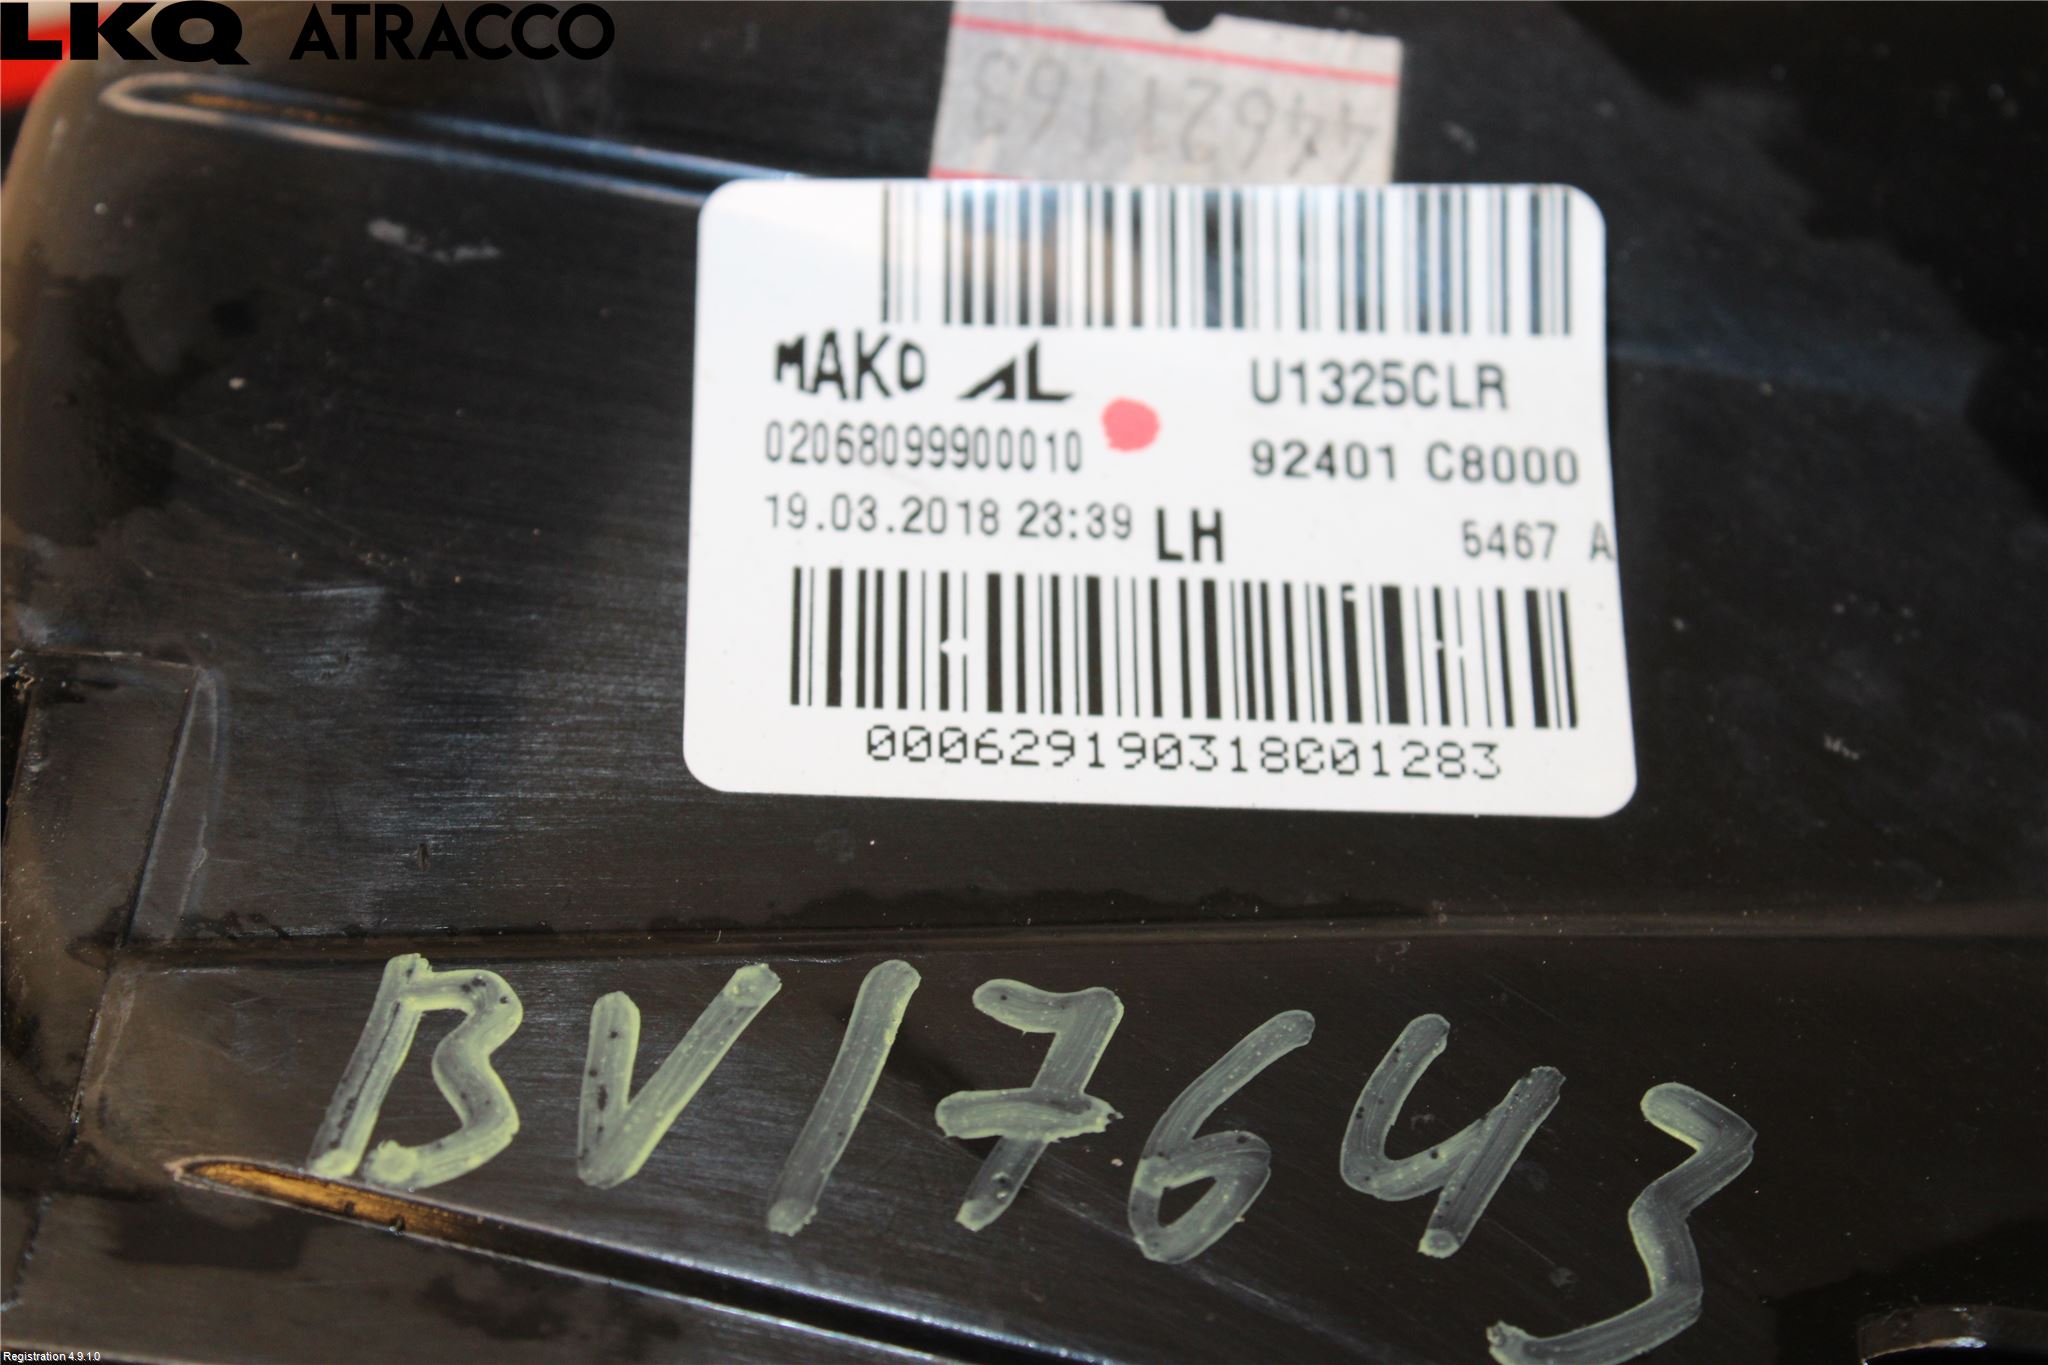 LKQ ATRACCO
44621163
MAKO AL U1325CLR
02068099900010 92401 C8000
19.03.2018 23:39 LH 5467 A
000629190318001283
BV17643
Registration 4.9.1.0